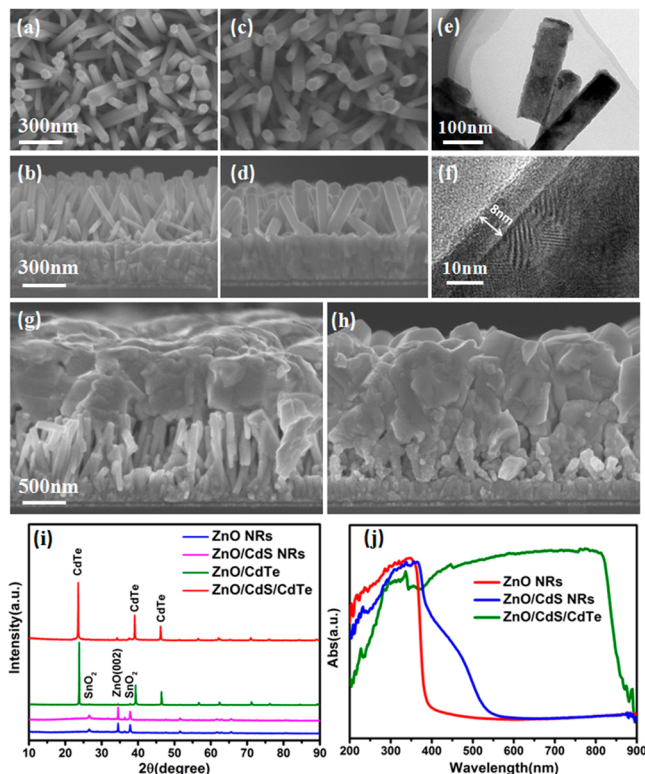 (a)
(c)
(e)
300nm
100nm
(b)
(d)
(f)
8nm
300nm
10nm
(g)
(h)
500nm
(i)
ZnO NRs
ZnO/CdS NRs
ZnO/CdTe
ZnO/CdS/CdTe
CdTe
CdTe
CdTe
SnO2
ZnO(002)
SnO2
Intensity(a.u.)
10 20 30 40 50 60 70 80 90
2θ(degree)
(j)
ZnO NRs
ZnO/CdS NRs
ZnO/CdS/CdTe
Abs(a.u.)
200 300 400 500 600 700 800 900
Wavelength(nm)